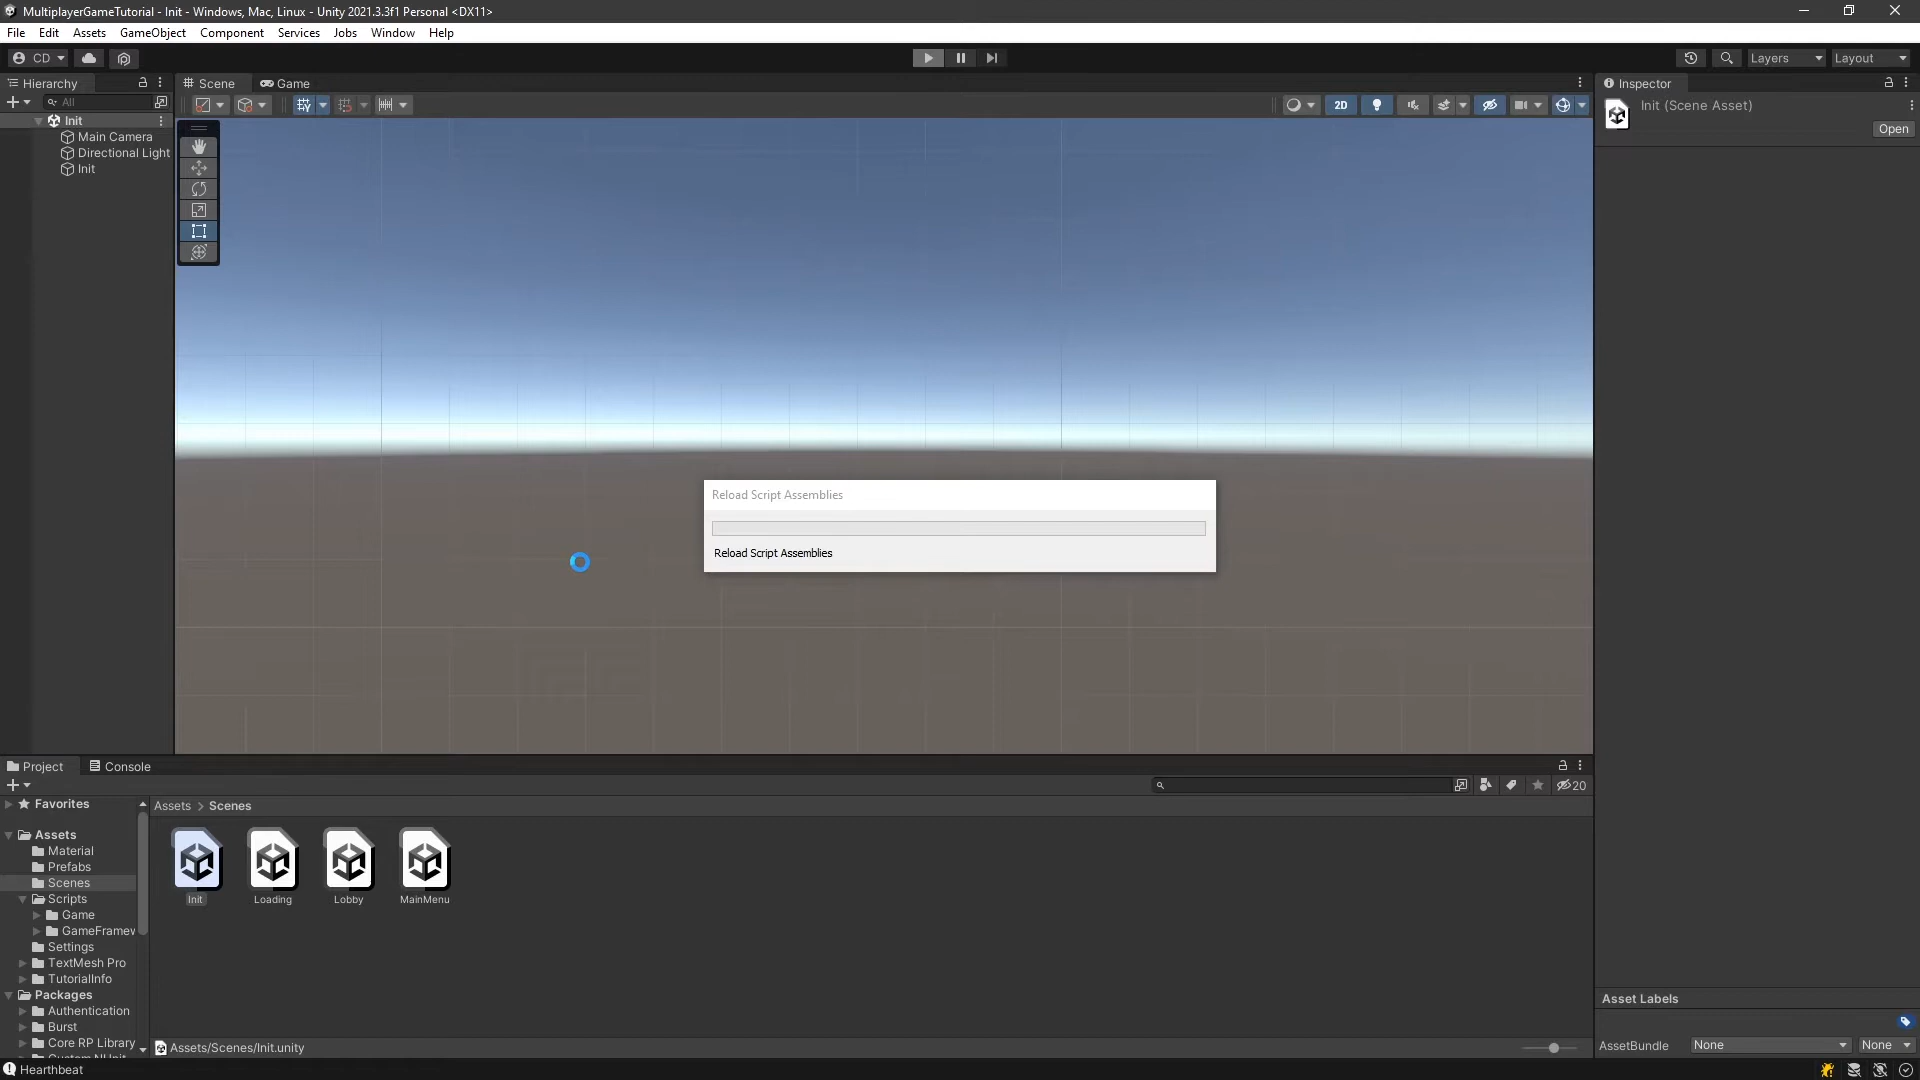 MultiplayerGameTutorial - Init - Windows, Mac, Linux - Unity 2021.3.3f1 Personal <DX11>
File Edit Assets GameObject Component Services Jobs Window Help
CD Layers Layout
Hierarchy Scene Game Inspector
All 2D Init (Scene Asset)
Open
Init
Main Camera
Directional Light
Init
Reload Script Assemblies
Reload Script Assemblies
Project Console
20
Favorites
Assets > Scenes
Assets
Material
Prefabs
Scenes
Scripts
Game
GameFramew
Settings
TextMesh Pro
TutorialInfo
Packages
Authentication
Burst
Core RP Library
Init Loading Lobby MainMenu
Assets/Scenes/Init.unity
Asset Labels
AssetBundle None None
Hearthbeat